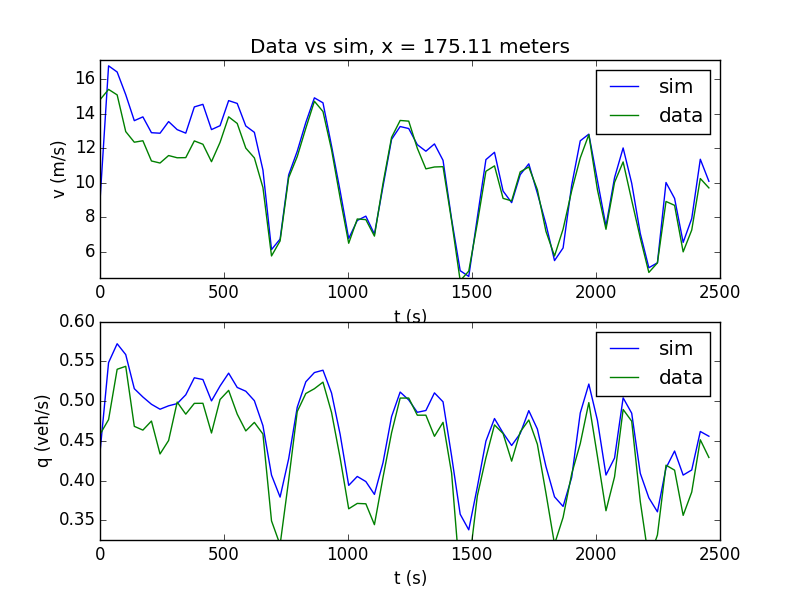 Data vs sim, x = 175.11 meters
16
14
12
10
8
6
v (m/s)
sim
data
0 500 1000 1500 2000 2500
t (s)
0.60
0.55
0.50
0.45
0.40
0.35
q (veh/s)
sim
data
0 500 1000 1500 2000 2500
t (s)